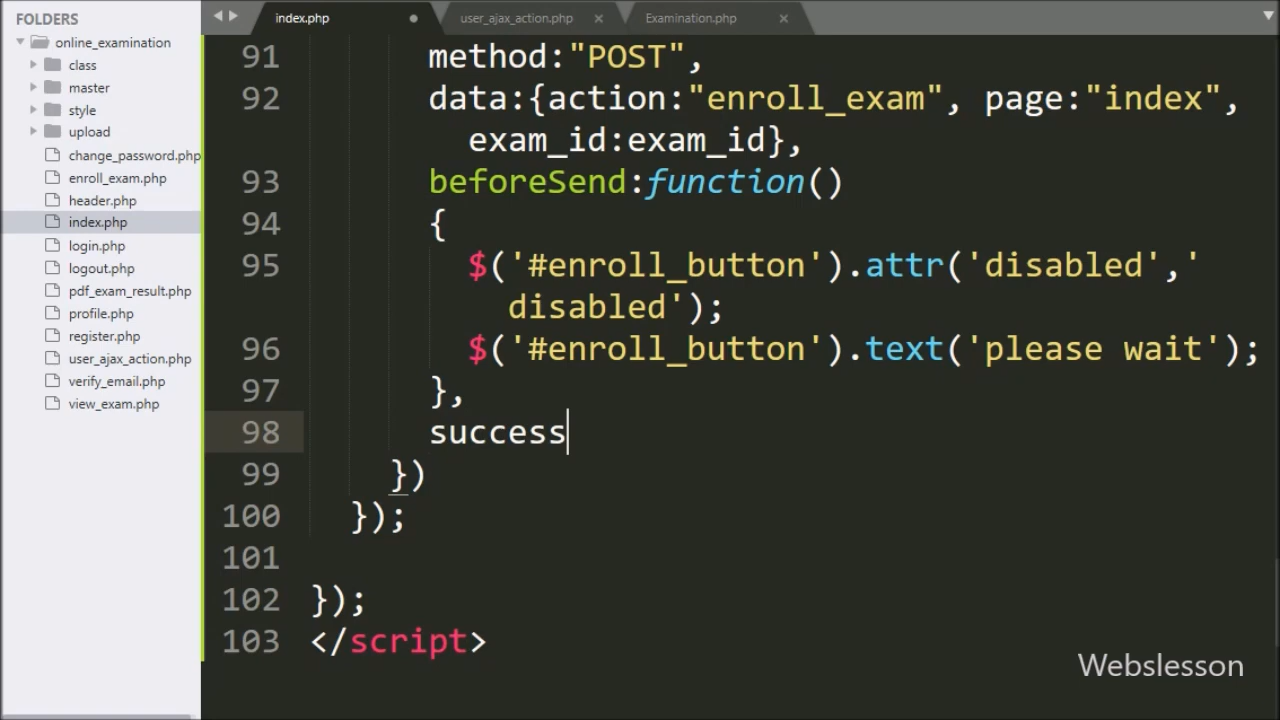 FOLDERS
online_examination
class
master
style
upload
change_password.php
enroll_exam.php
header.php
index.php
login.php
logout.php
pdf_exam_result.php
profile.php
register.php
user_ajax_action.php
verify_email.php
view_exam.php
index.php user_ajax_action.php Examination.php
91 method:"POST",
92 data:{action:"enroll_exam", page:"index",
exam_id:exam_id},
93 beforeSend:function()
94 {
95 $('#enroll_button').attr('disabled','
disabled');
96 $('#enroll_button').text('please wait');
97 },
98 success
99 })
100 });
101
102 });
103 </script>
Webslesson